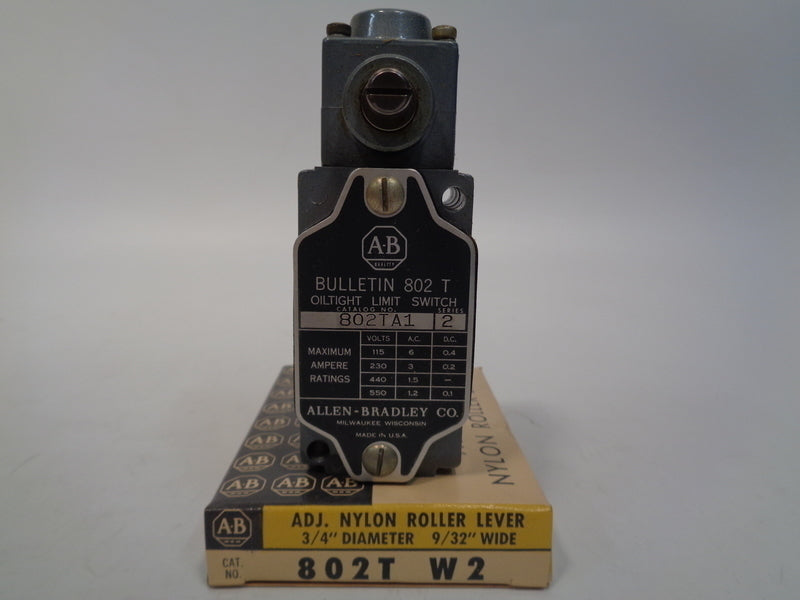 A-B
QUALITY
BULLETIN 802 T
OILTIGHT LIMIT SWITCH
CATALOG NO. SERIES
802TA1 2
VOLTS A.C. D.C.
MAXIMUM AMPERE RATINGS
115 6 0.4
230 3 0.2
440 1.5 —
550 1.2 0.1
ALLEN-BRADLEY CO.
MILWAUKEE WISCONSIN
MADE IN U.S.A.
NYLON ROLLER
A-B
ADJ. NYLON ROLLER LEVER
3/4" DIAMETER 9/32" WIDE
CAT. NO.
802T W2